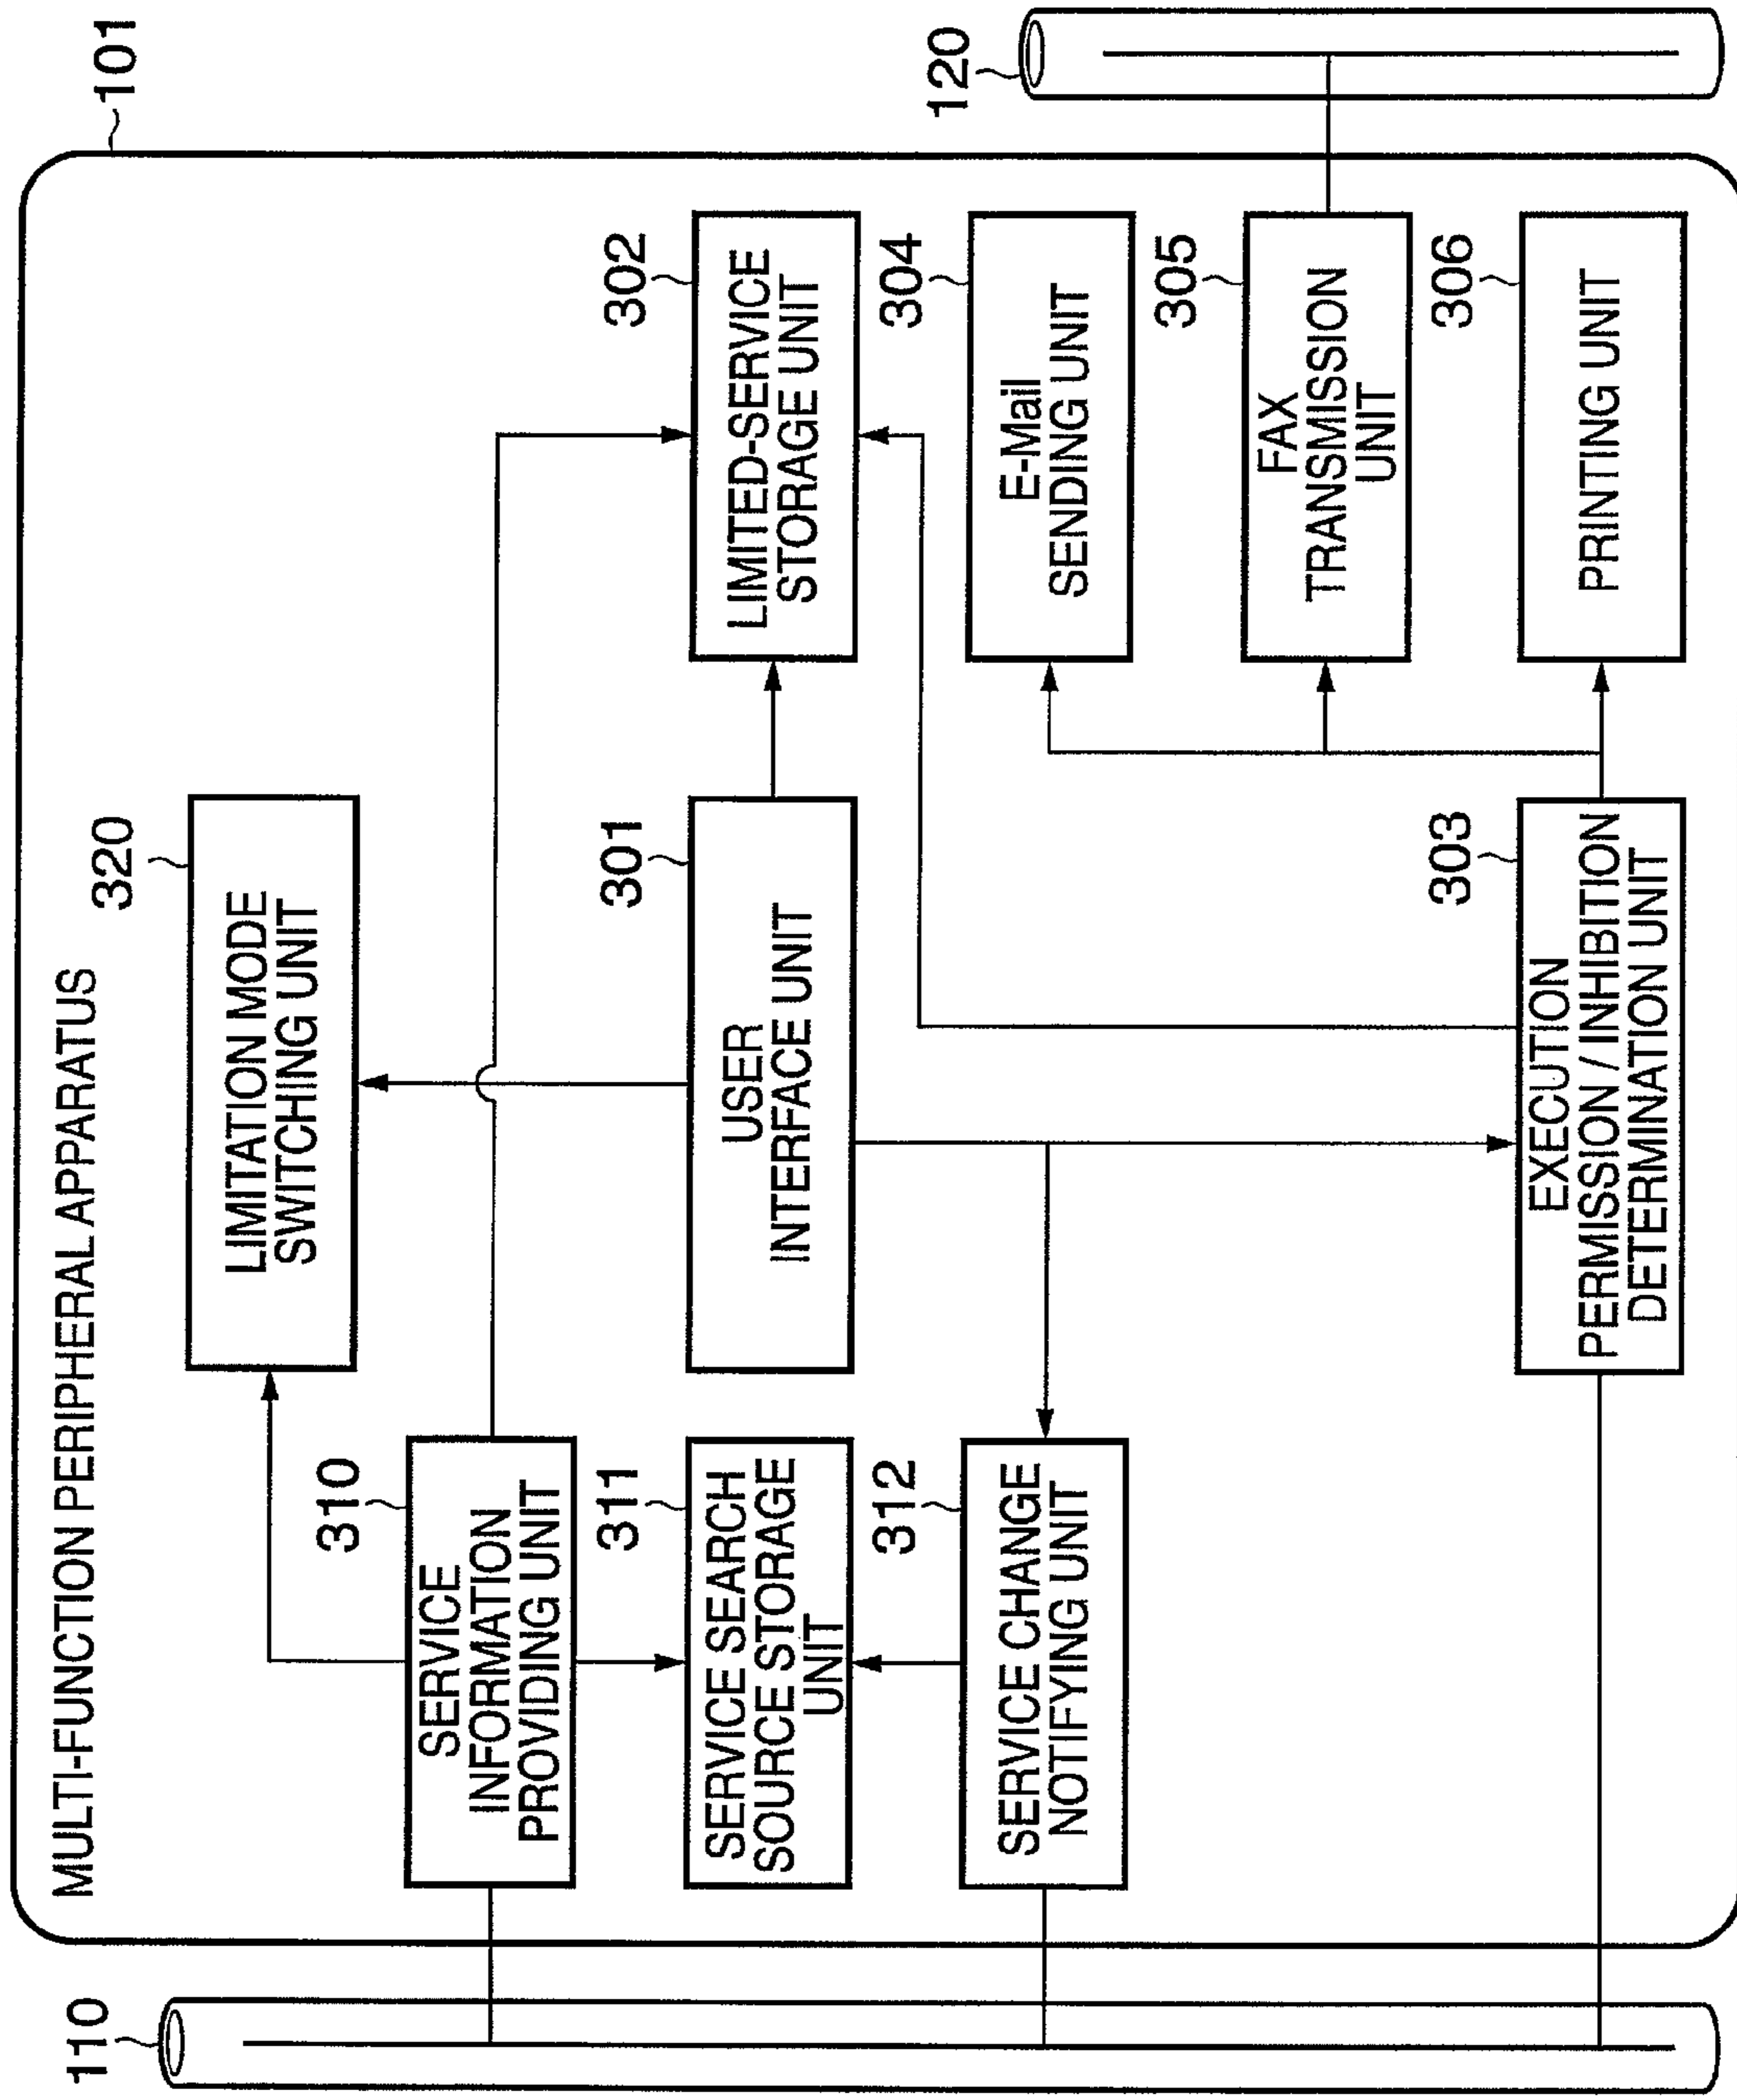 MULTI-FUNCTION PERIPHERAL APPARATUS
101
110
120
320
LIMITATION MODE
SWITCHING UNIT
310
SERVICE
INFORMATION
PROVIDING UNIT
301
USER
INTERFACE UNIT
302
LIMITED-SERVICE
STORAGE UNIT
311
SERVICE SEARCH
SOURCE STORAGE
UNIT
304
E-Mail
SENDING UNIT
312
SERVICE CHANGE
NOTIFYING UNIT
305
FAX
TRANSMISSION
UNIT
303
EXECUTION
PERMISSION / INHIBITION
DETERMINATION UNIT
306
PRINTING UNIT